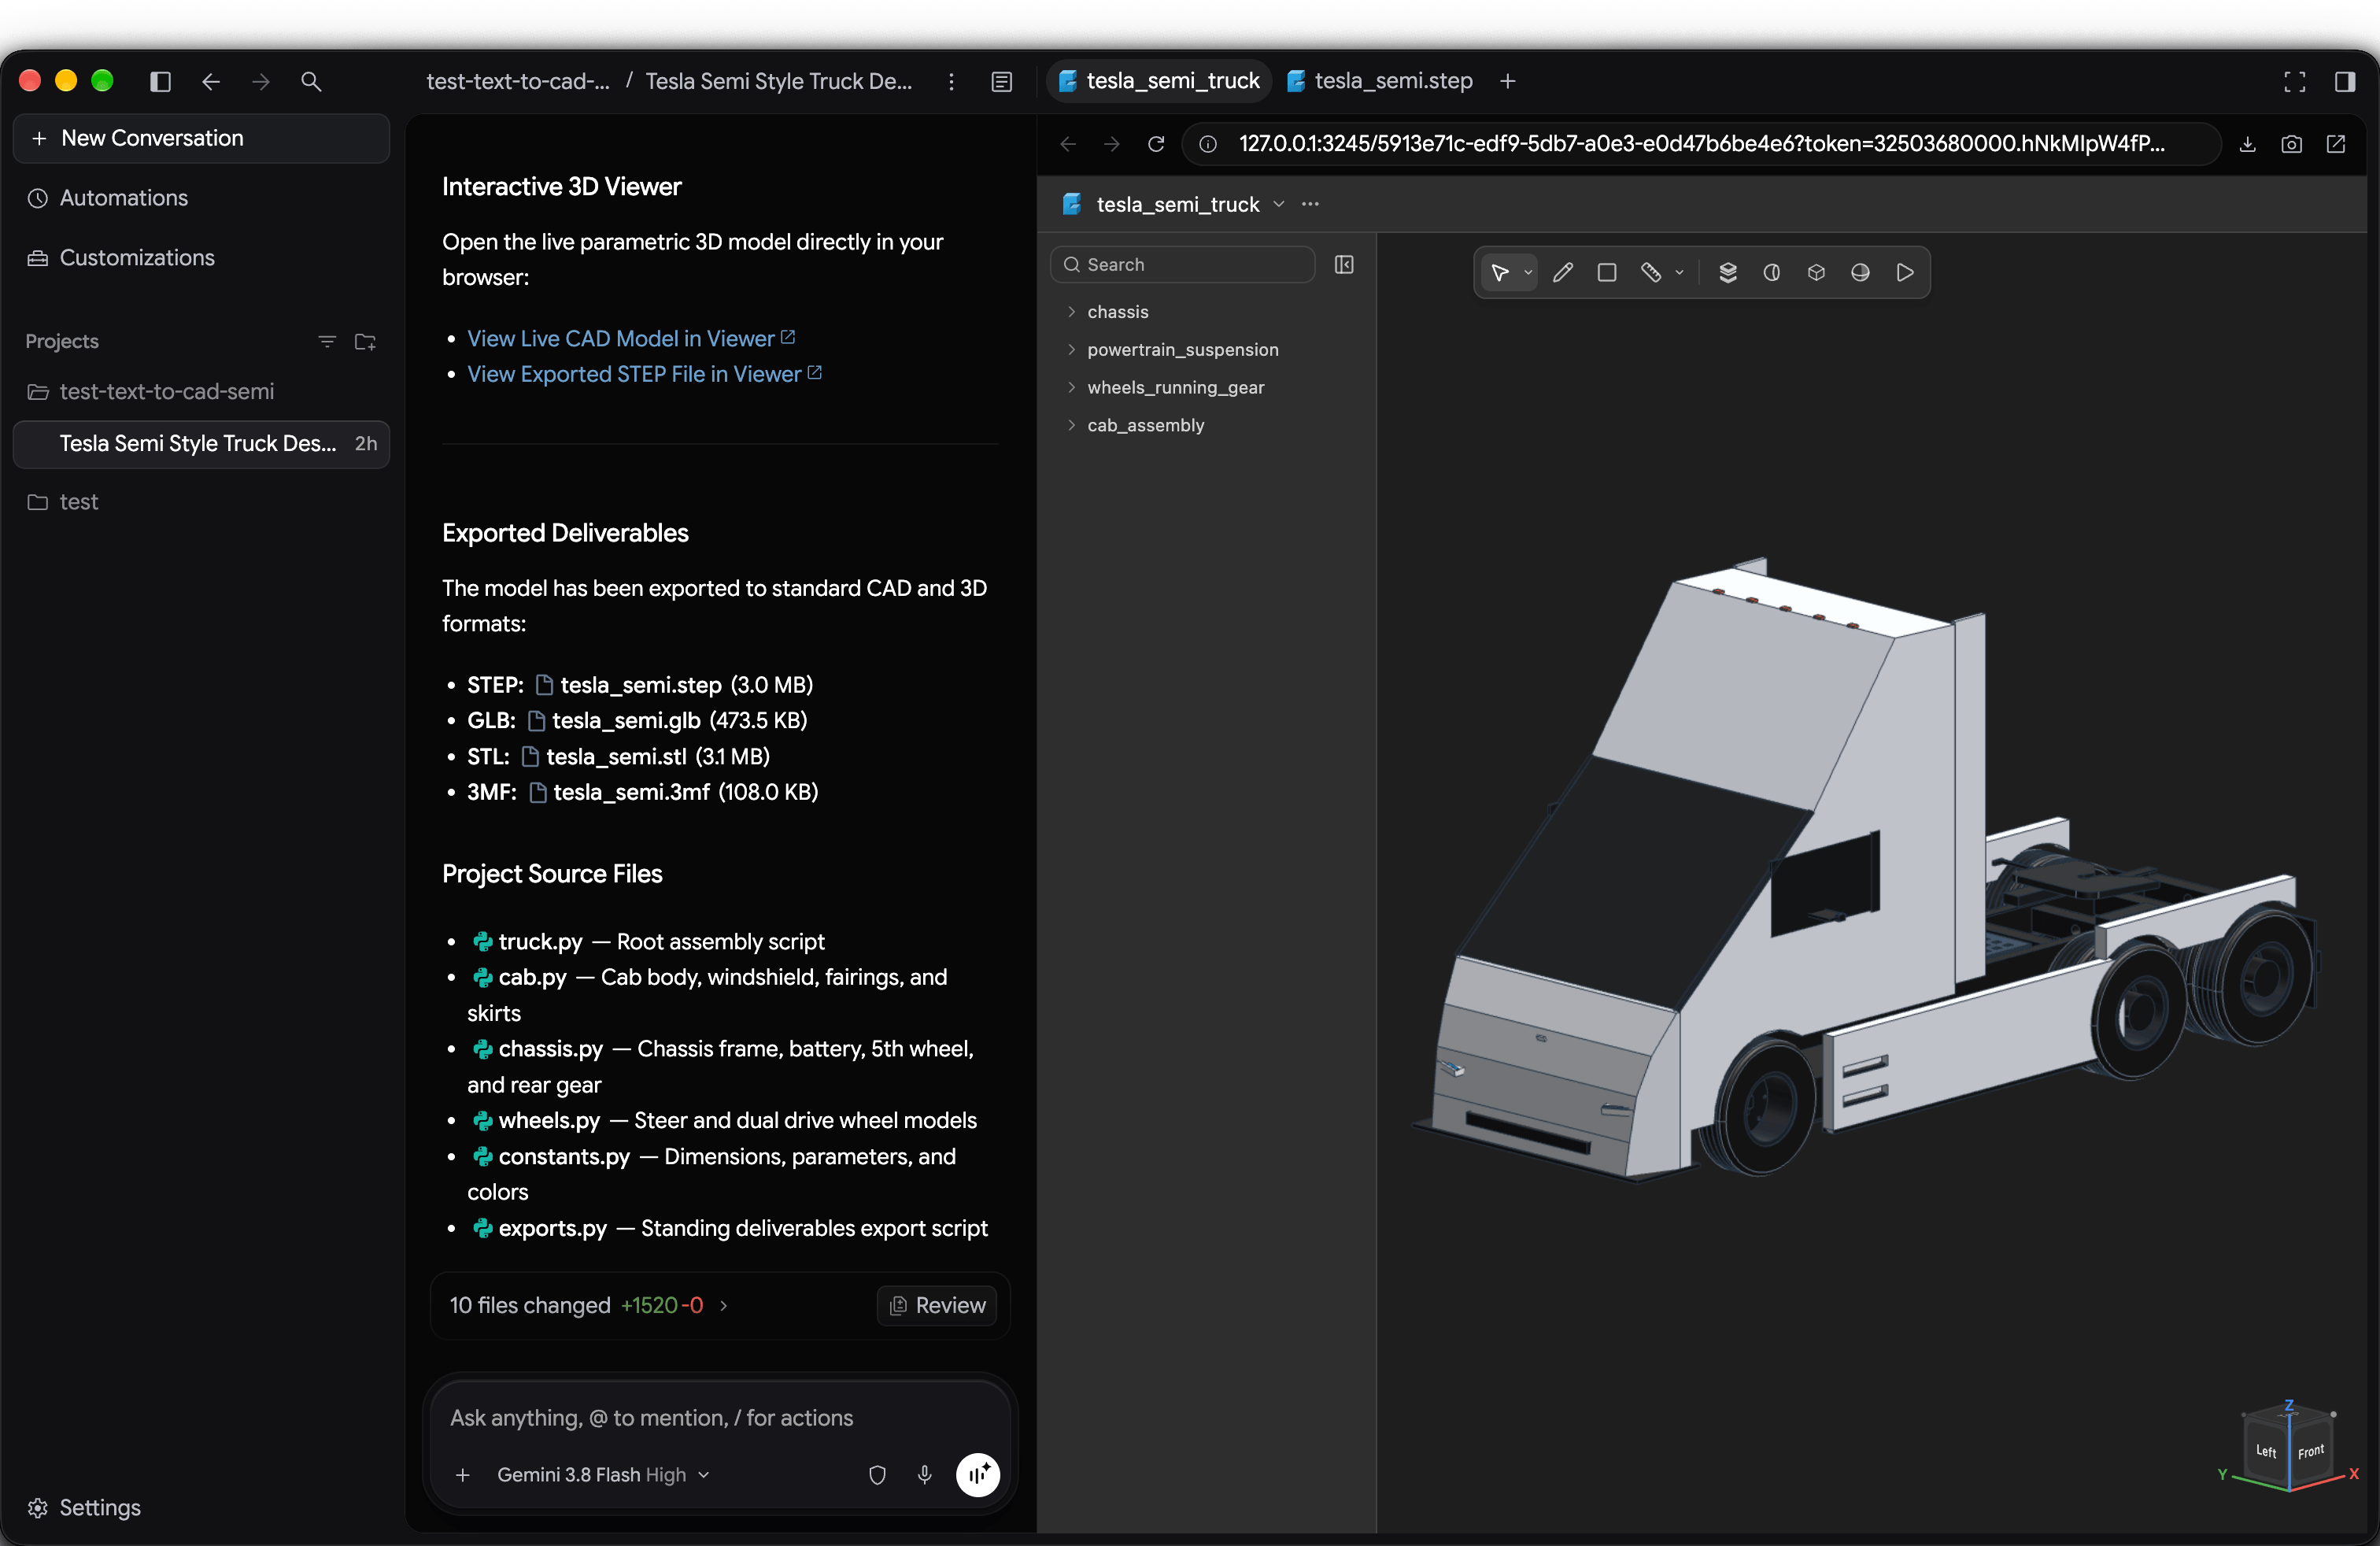 test-text-to-cad-... / Tesla Semi Style Truck De...
tesla_semi_truck
tesla_semi.step
New Conversation
Automations
Customizations
Projects
test-text-to-cad-semi
Tesla Semi Style Truck Des... 2h
test
Settings
Interactive 3D Viewer
Open the live parametric 3D model directly in your
browser:
• View Live CAD Model in Viewer
• View Exported STEP File in Viewer
Exported Deliverables
The model has been exported to standard CAD and 3D
formats:
• STEP: tesla_semi.step (3.0 MB)
• GLB: tesla_semi.glb (473.5 KB)
• STL: tesla_semi.stl (3.1 MB)
• 3MF: tesla_semi.3mf (108.0 KB)
Project Source Files
• truck.py — Root assembly script
• cab.py — Cab body, windshield, fairings, and
skirts
• chassis.py — Chassis frame, battery, 5th wheel,
and rear gear
• wheels.py — Steer and dual drive wheel models
• constants.py — Dimensions, parameters, and
colors
• exports.py — Standing deliverables export script
10 files changed +1520 -0
Review
Ask anything, @ to mention, / for actions
Gemini 3.8 Flash High
127.0.0.1:3245/5913e71c-edf9-5db7-a0e3-e0d47b6be4e6?token=32503680000.hNkMIpW4fP...
tesla_semi_truck
Search
chassis
powertrain_suspension
wheels_running_gear
cab_assembly
Z
Left
Front
Y
X